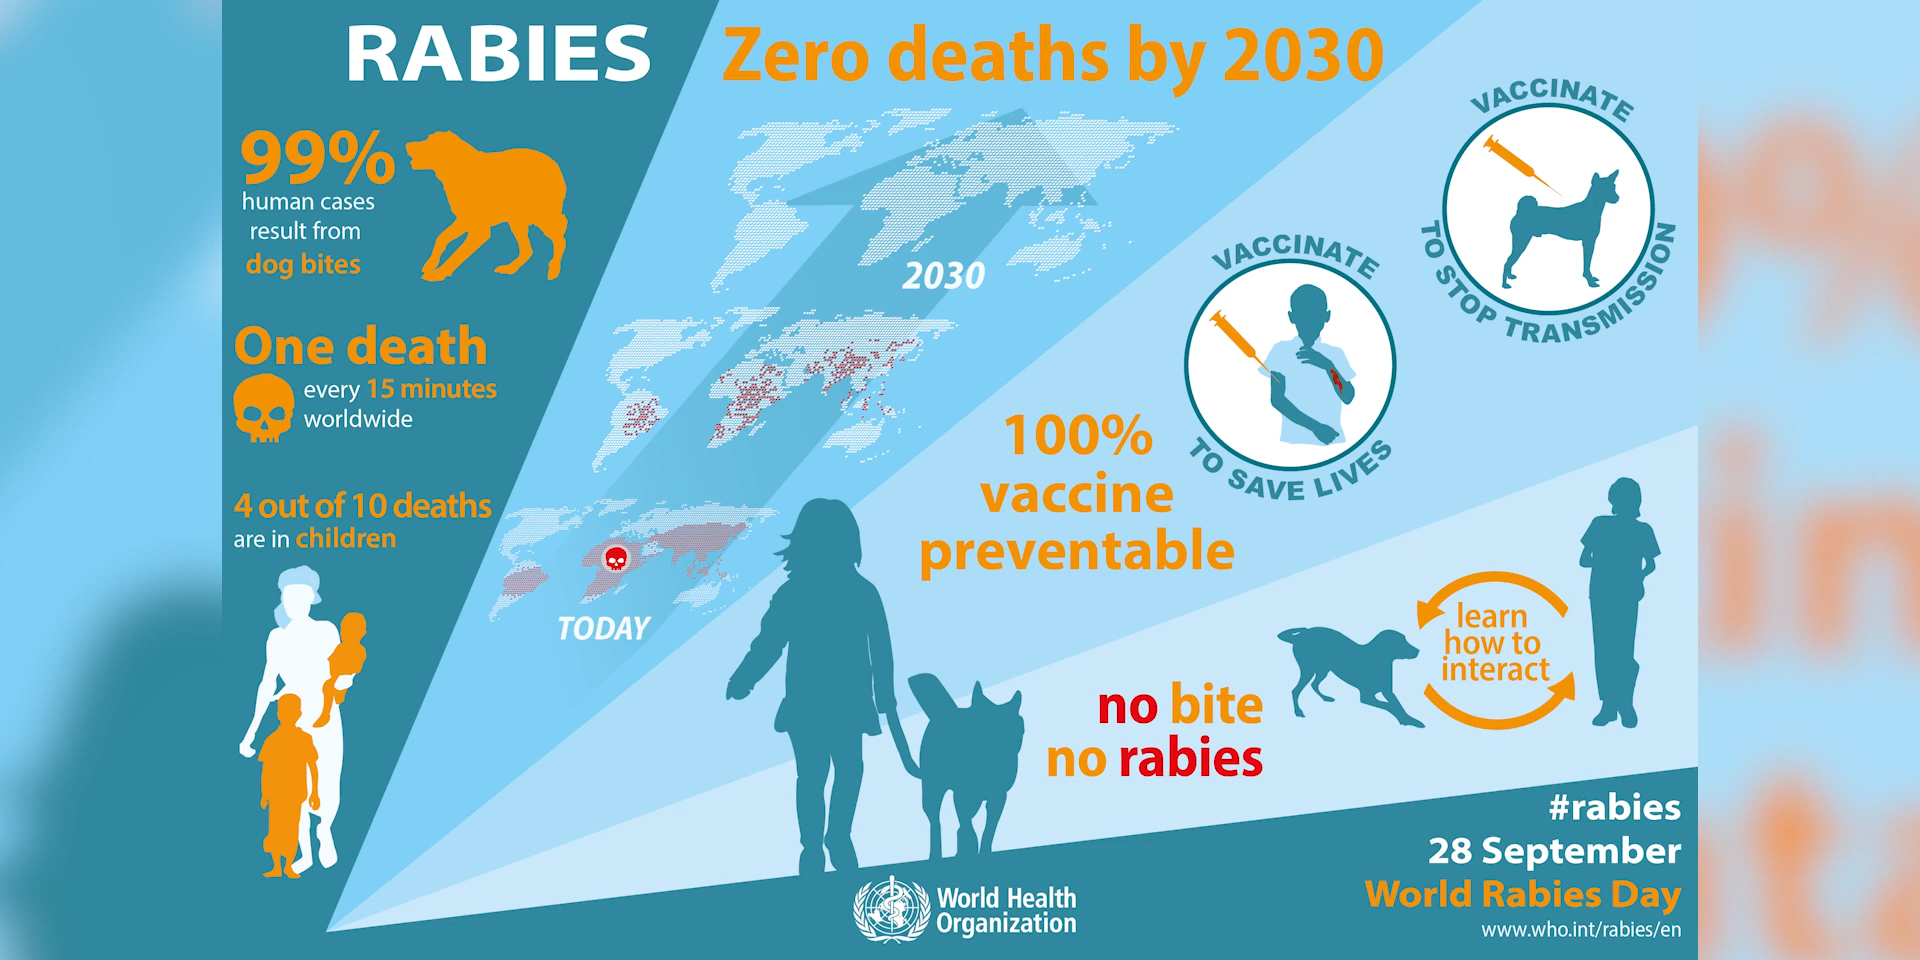 RABIES
Zero deaths by 2030
99%
human cases
result from
dog bites
One death
every 15 minutes
worldwide
4 out of 10 deaths
are in children
2030
TODAY
VACCINATE
TO STOP TRANSMISSION
VACCINATE
TO SAVE LIVES
100%
vaccine
preventable
learn
how to
interact
no bite
no rabies
World Health
Organization
#rabies
28 September
World Rabies Day
www.who.int/rabies/en